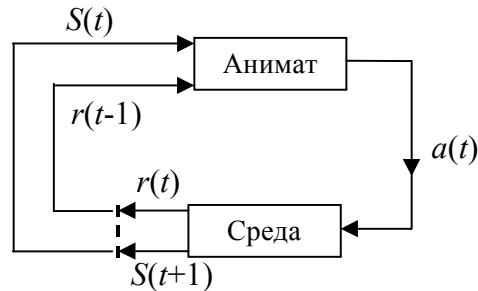 S(t)
Анимат
r(t-1)
a(t)
r(t)
Среда
S(t+1)